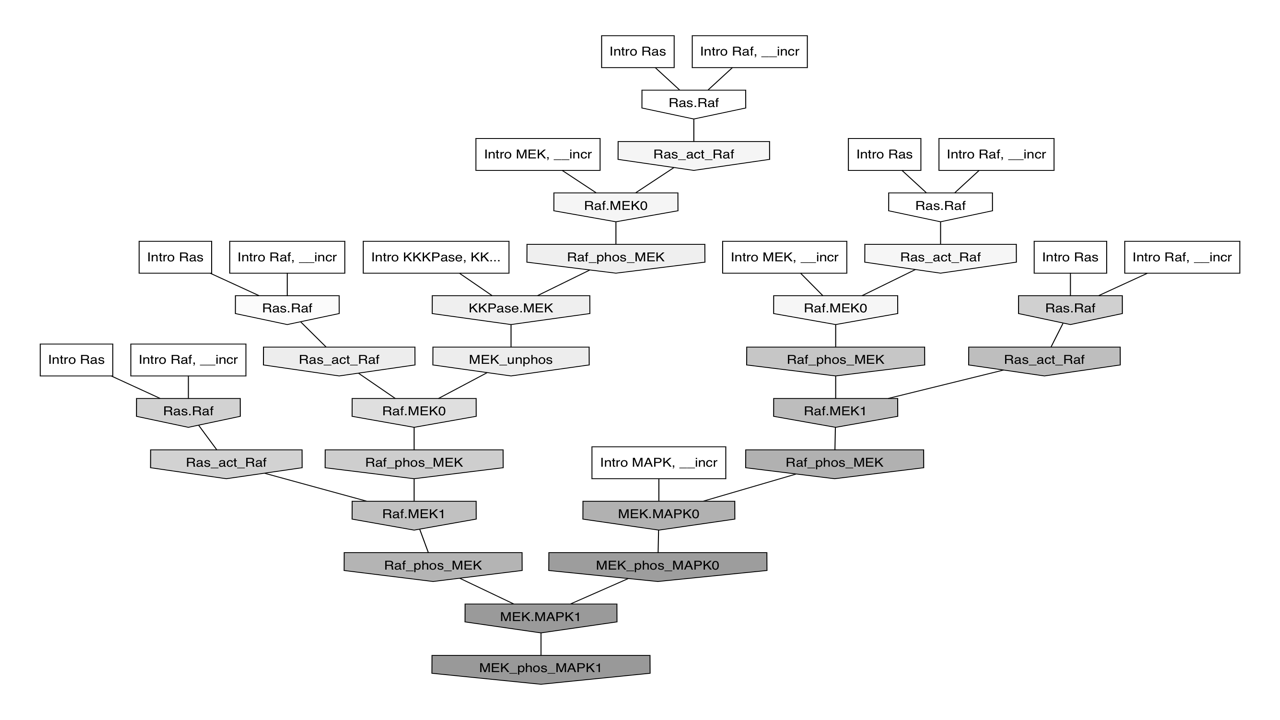 Intro Ras
Intro Raf, __incr
Ras.Raf
Intro MEK, __incr
Ras_act_Raf
Intro Ras
Intro Raf, __incr
Raf.MEK0
Ras.Raf
Intro Ras
Intro Raf, __incr
Intro KKKPase, KK...
Raf_phos_MEK
Intro MEK, __incr
Ras_act_Raf
Intro Ras
Intro Raf, __incr
Ras.Raf
KKPase.MEK
Raf.MEK0
Ras.Raf
Intro Ras
Intro Raf, __incr
Ras_act_Raf
MEK_unphos
Raf_phos_MEK
Ras_act_Raf
Ras.Raf
Raf.MEK0
Raf.MEK1
Ras_act_Raf
Raf_phos_MEK
Intro MAPK, __incr
Raf_phos_MEK
Raf.MEK1
MEK.MAPK0
Raf_phos_MEK
MEK_phos_MAPK0
MEK.MAPK1
MEK_phos_MAPK1